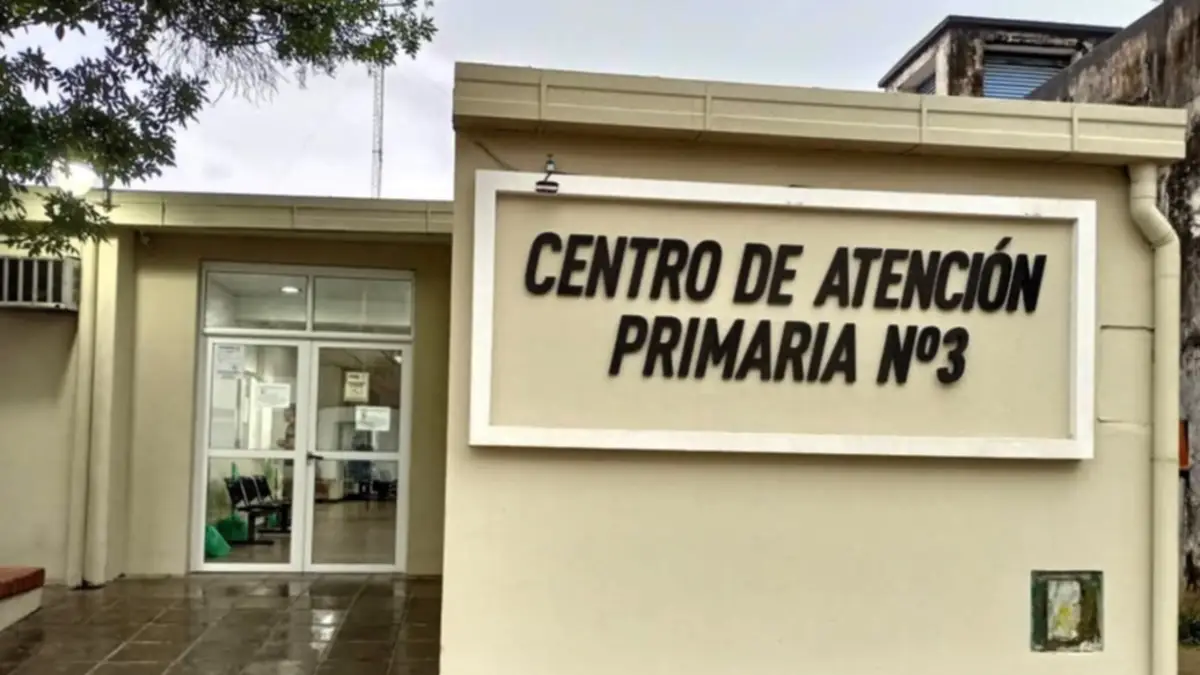 CENTRO DE ATENCIÓN
PRIMARIA Nº3